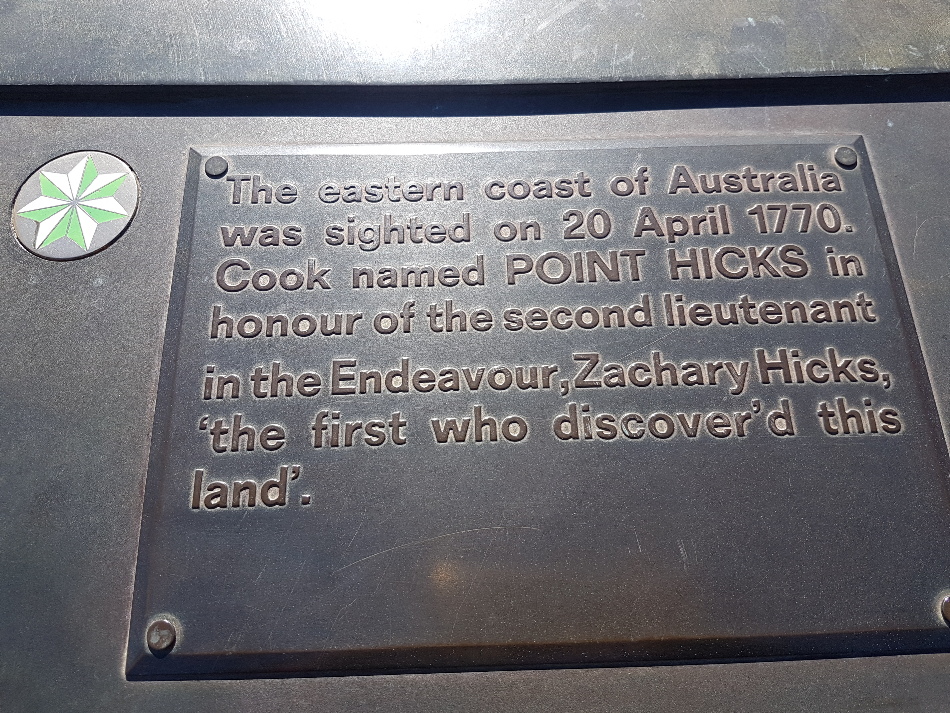 The eastern coast of Australia
was sighted on 20 April 1770.
Cook named POINT HICKS in
honour of the second lieutenant
in the Endeavour, Zachary Hicks,
‘the first who discover’d this
land’.